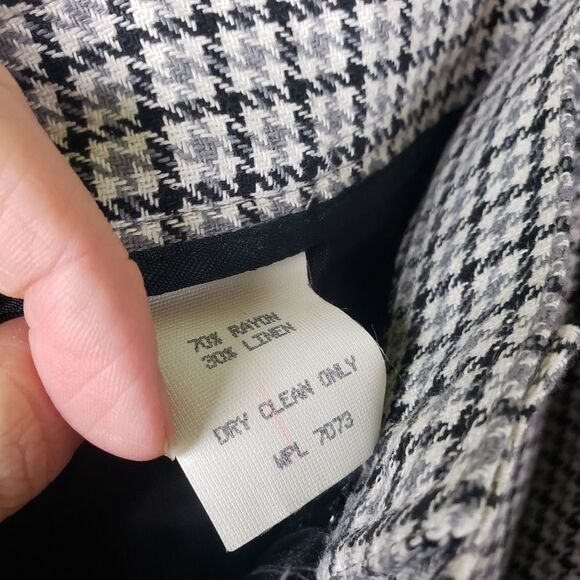 70% RAYON
30% LINEN
DRY CLEAN ONLY
WPL 7073